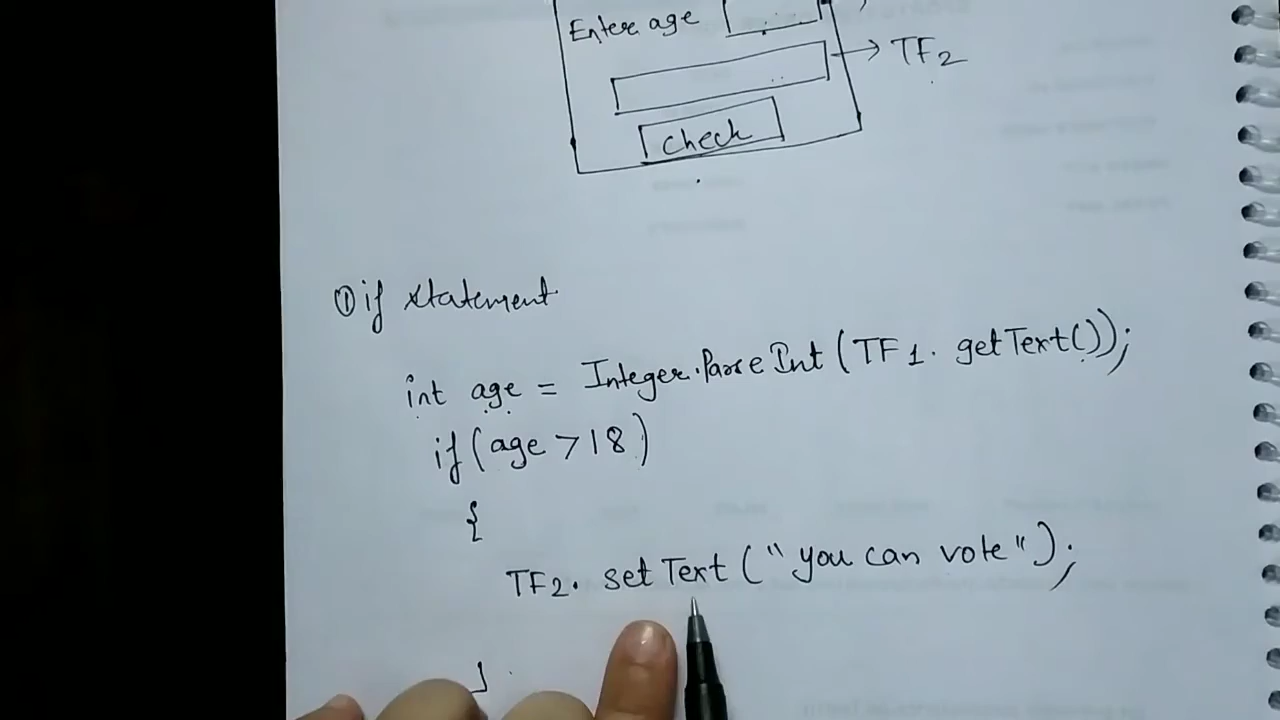 Enter age
TF2
check
① if statement
int age = Integer.ParseInt (TF1. getText());
if (age > 18)
{
TF2. setText ("you can vote");
}